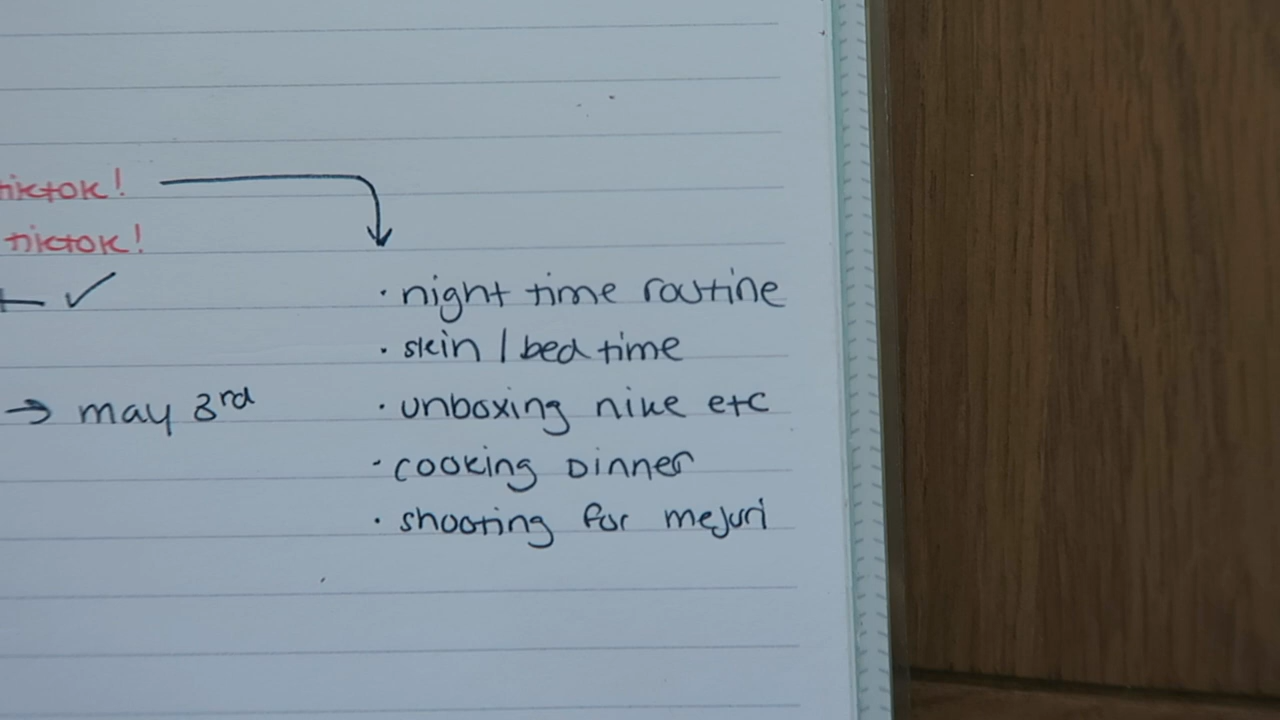 tiktok!
tiktok!
✓
→ may 3rd
· night time routine
· skin / bed time
· unboxing nike etc
· cooking Dinner
· shooting for mejuri